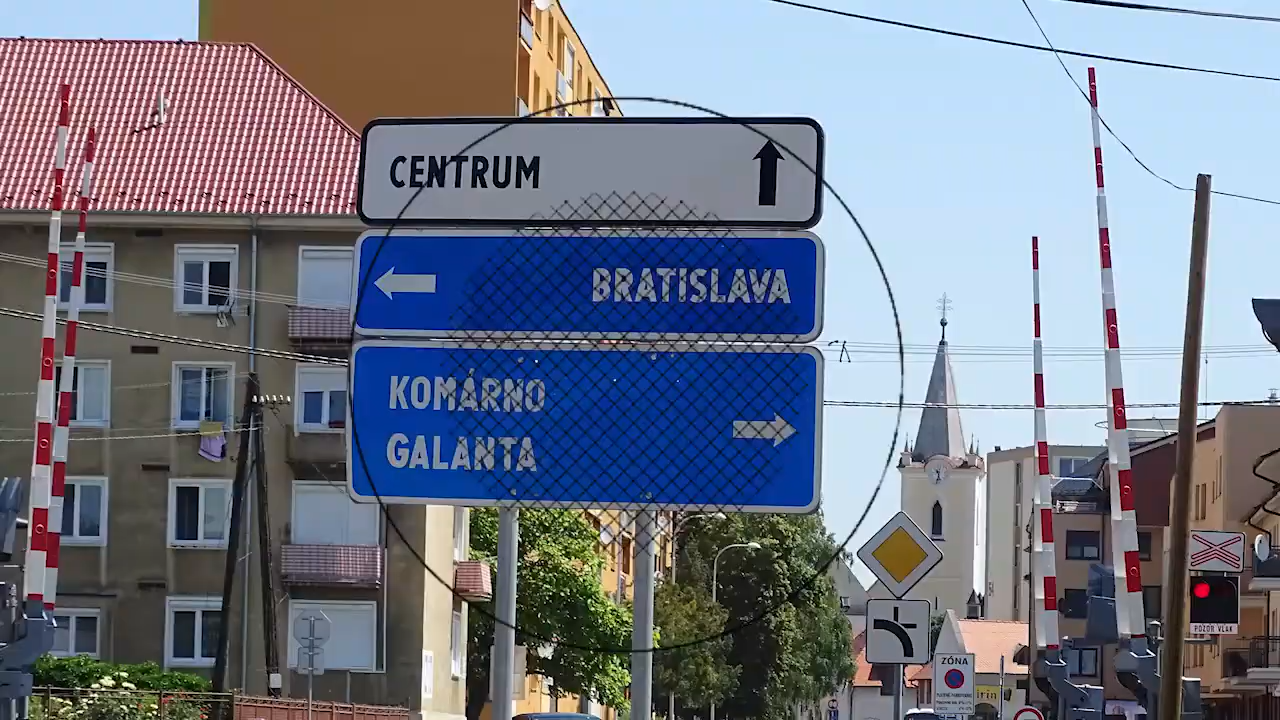 CENTRUM
BRATISLAVA
KOMÁRNO
GALANTA
POZOR VLAK
ZÓNA